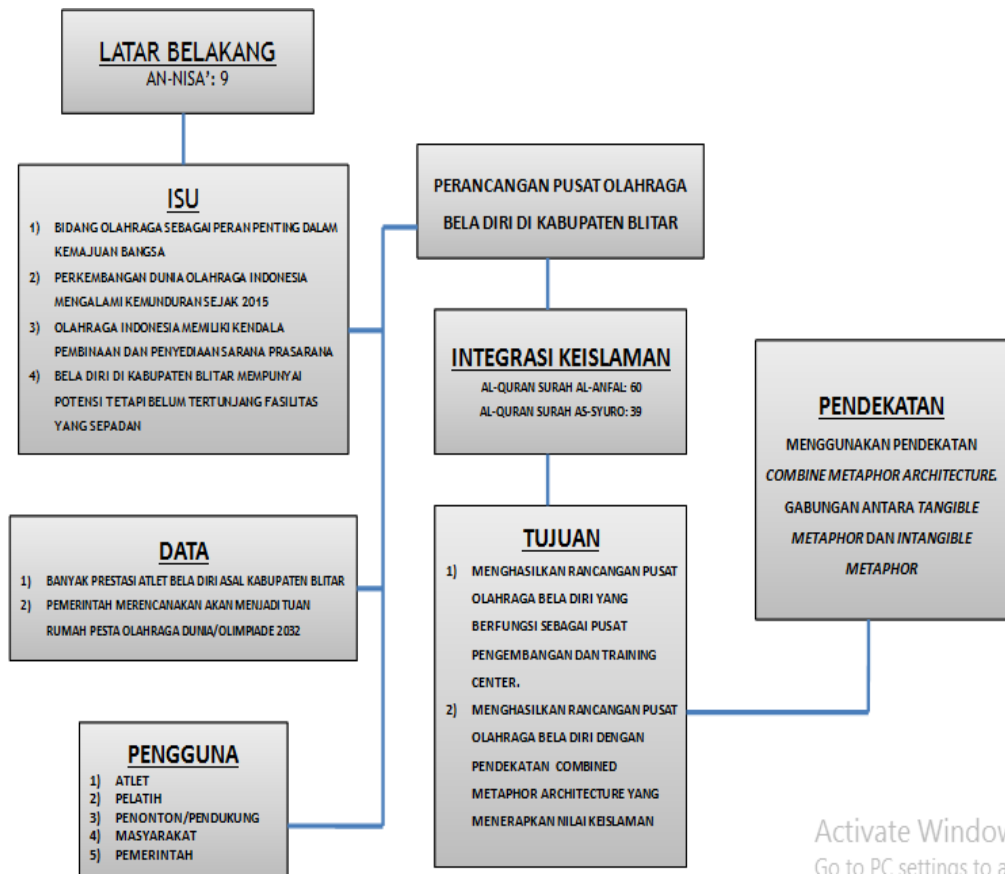 LATAR BELAKANG
AN-NISA’: 9
ISU
1) BIDANG OLAHRAGA SEBAGAI PERAN PENTING DALAM
KEMAJUAN BANGSA
2) PERKEMBANGAN DUNIA OLAHRAGA INDONESIA
MENGALAMI KEMUNDURAN SEJAK 2015
3) OLAHRAGA INDONESIA MEMILIKI KENDALA
PEMBINAAN DAN PENYEDIAAN SARANA PRASARANA
4) BELA DIRI DI KABUPATEN BLITAR MEMPUNYAI
POTENSI TETAPI BELUM TERTUNJANG FASILITAS
YANG SEPADAN
DATA
1) BANYAK PRESTASI ATLET BELA DIRI ASAL KABUPATEN BLITAR
2) PEMERINTAH MERENCANAKAN AKAN MENJADI TUAN
RUMAH PESTA OLAHRAGA DUNIA/OLIMPIADE 2032
PENGGUNA
1) ATLET
2) PELATIH
3) PENONTON/PENDUKUNG
4) MASYARAKAT
5) PEMERINTAH
PERANCANGAN PUSAT OLAHRAGA
BELA DIRI DI KABUPATEN BLITAR
INTEGRASI KEISLAMAN
AL-QURAN SURAH AL-ANFAL: 60
AL-QURAN SURAH AS-SYURO: 39
TUJUAN
1) MENGHASILKAN RANCANGAN PUSAT
OLAHRAGA BELA DIRI YANG
BERFUNGSI SEBAGAI PUSAT
PENGEMBANGAN DAN TRAINING
CENTER.
2) MENGHASILKAN RANCANGAN PUSAT
OLAHRAGA BELA DIRI DENGAN
PENDEKATAN COMBINED
METAPHOR ARCHITECTURE YANG
MENERAPKAN NILAI KEISLAMAN
PENDEKATAN
MENGGUNAKAN PENDEKATAN
COMBINE METAPHOR ARCHITECTURE.
GABUNGAN ANTARA TANGIBLE
METAPHOR DAN INTANGIBLE
METAPHOR
Activate Window
Go to PC settings to a